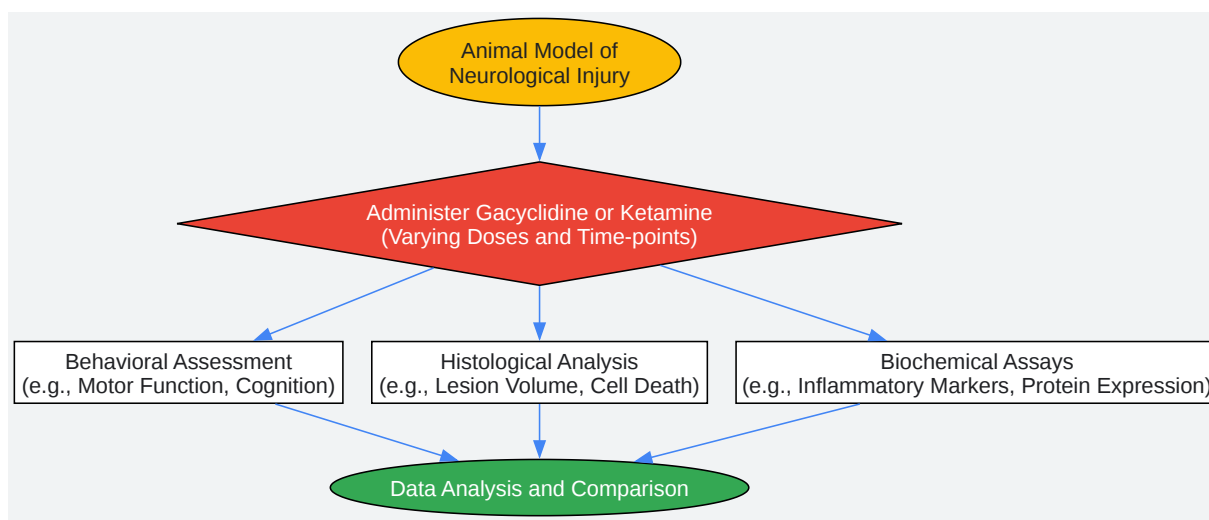 Animal Model of
Neurological Injury
Administer Gacyclidine or Ketamine
(Varying Doses and Time-points)
Behavioral Assessment
(e.g., Motor Function, Cognition)
Histological Analysis
(e.g., Lesion Volume, Cell Death)
Biochemical Assays
(e.g., Inflammatory Markers, Protein Expression)
Data Analysis and Comparison